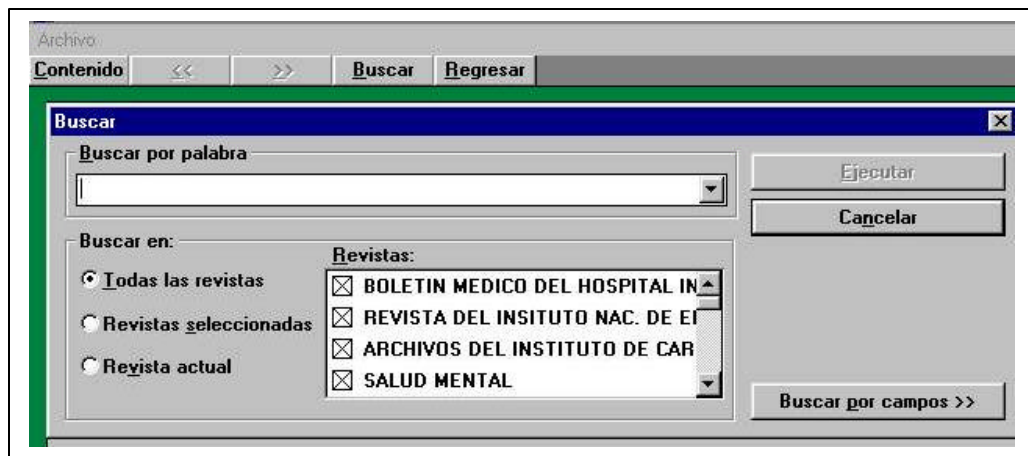 Archivo
Contenido << >> Buscar Regresar
Buscar
Buscar por palabra
Ejecutar
Cancelar
Buscar en:
Revistas:
Todas las revistas
BOLETIN MEDICO DEL HOSPITAL IN
Revistas seleccionadas
REVISTA DEL INSITUTO NAC. DE EI
Revista actual
ARCHIVOS DEL INSTITUTO DE CAR
SALUD MENTAL
Buscar por campos >>